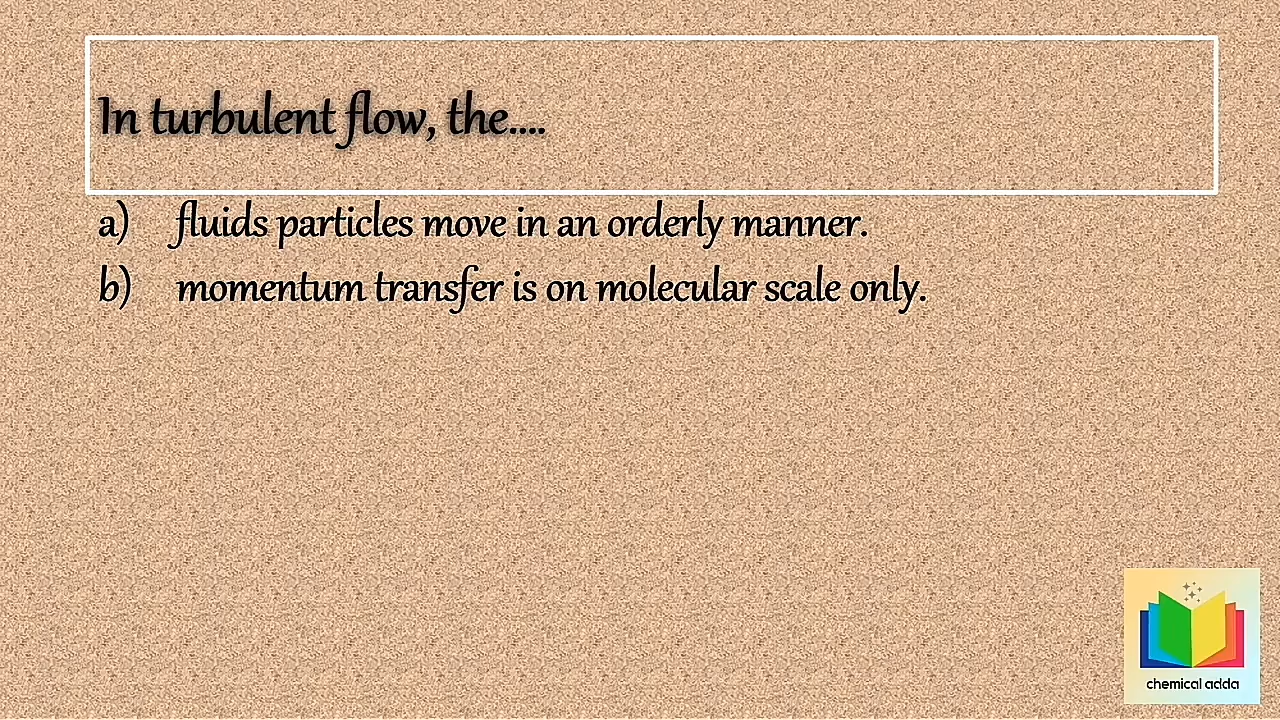 In turbulent flow, the....
a) fluids particles move in an orderly manner.
b) momentum transfer is on molecular scale only.
chemical adda